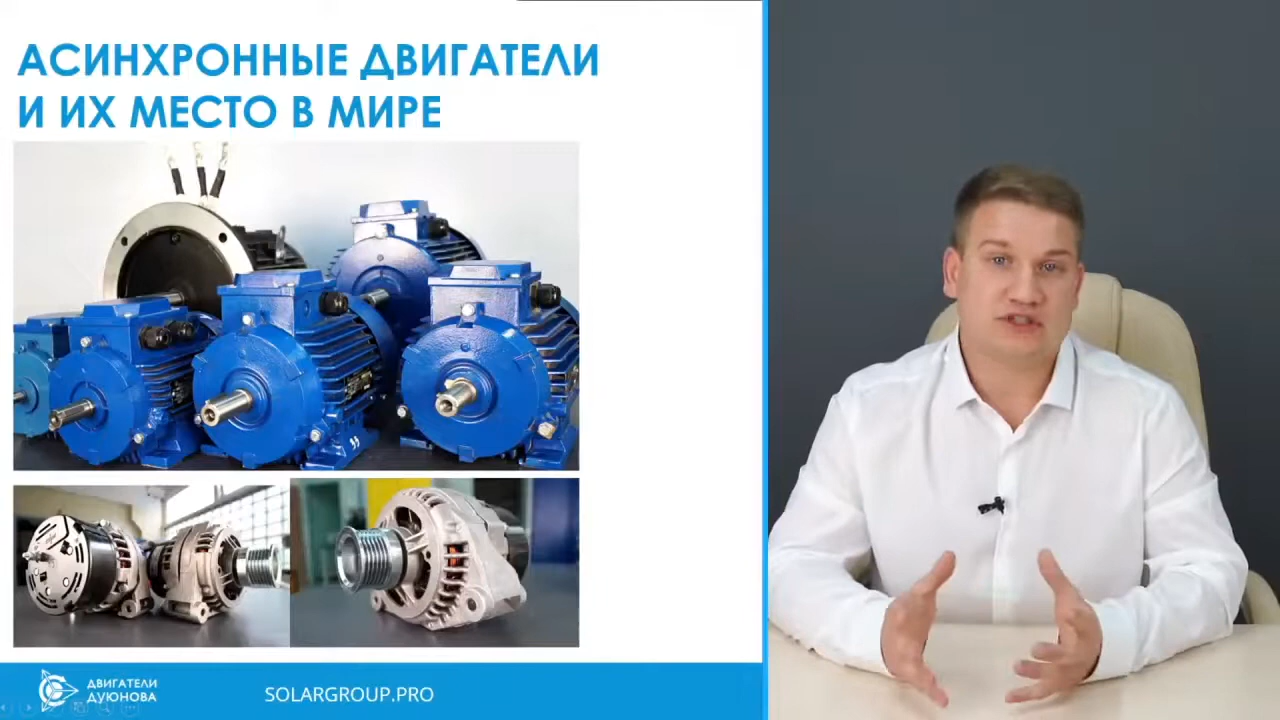 АСИНХРОННЫЕ ДВИГАТЕЛИ
И ИХ МЕСТО В МИРЕ
ДВИГАТЕЛИ
ДУЮНОВА
SOLARGROUP.PRO